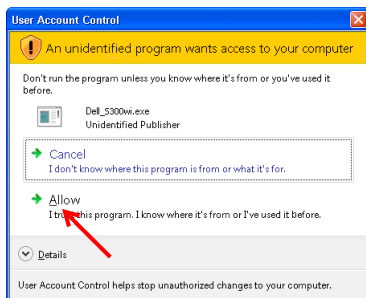 User Account Control
An unidentified program wants access to your computer
Don't run the program unless you know where it's from or you've used it
before.
Dell_5300wi.exe
Unidentified Publisher
Cancel
I don't know where this program is from or what it's for.
Allow
I this program. I know where it's from or I've used it before.
Details
User Account Control helps stop unauthorized changes to your computer.